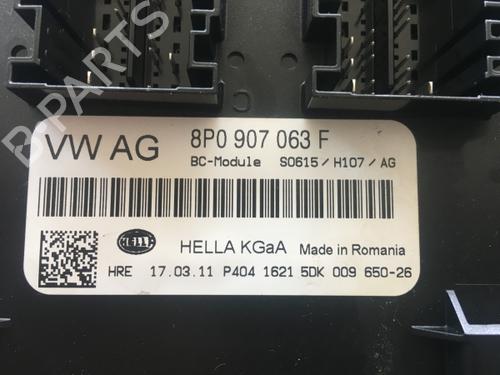 B PARTS
VW AG 8P0 907 063 F
BC-Module S0615 / H107 / AG
HELLA HELLA KGaA Made in Romania
HRE 17.03.11 P404 1621 5DK 009 650-26